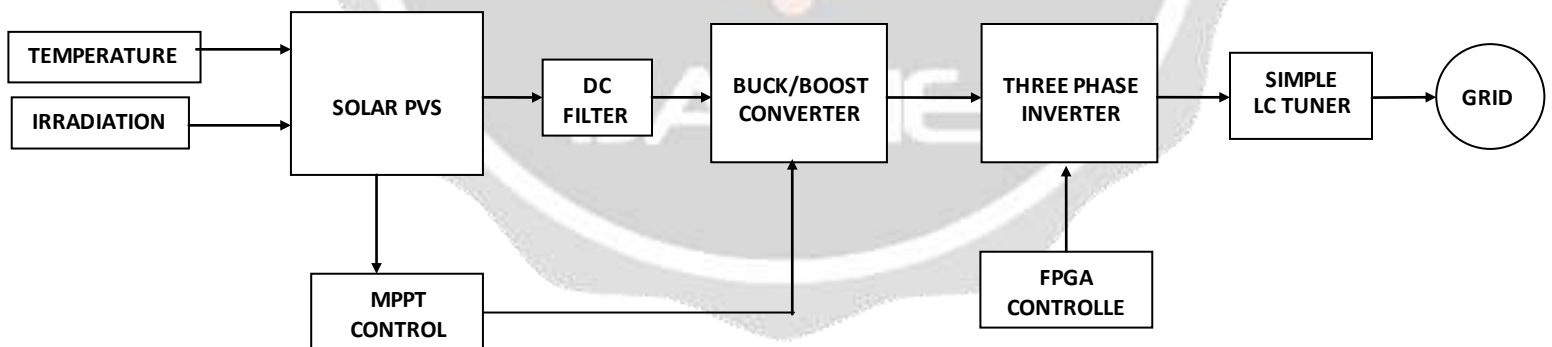 TEMPERATURE
IRRADIATION
SOLAR PVS
DC
FILTER
BUCK/BOOST
CONVERTER
THREE PHASE
INVERTER
SIMPLE
LC TUNER
GRID
MPPT
CONTROL
FPGA
CONTROLLE